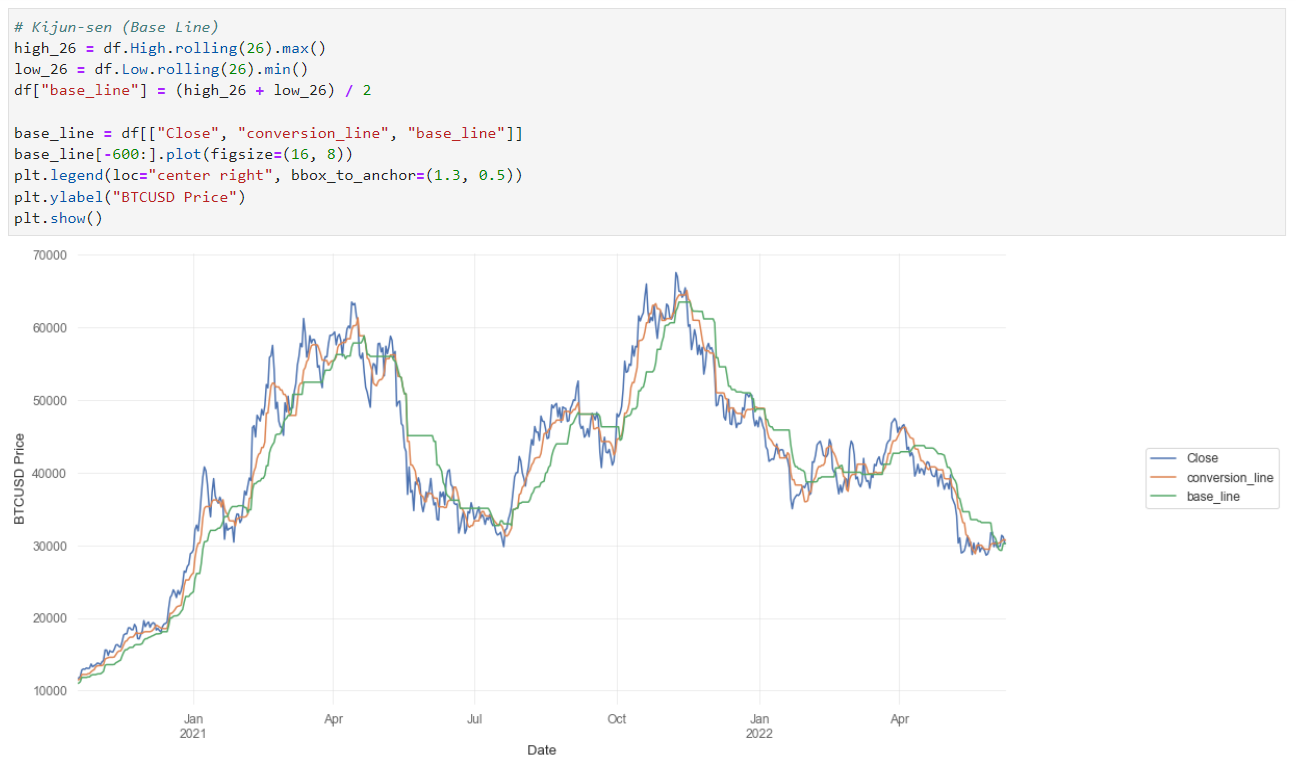 # Kijun-sen (Base Line)
high_26 = df.High.rolling(26).max()
low_26 = df.Low.rolling(26).min()
df["base_line"] = (high_26 + low_26) / 2
base_line = df[["Close", "conversion_line", "base_line"]]
base_line[-600:].plot(figsize=(16, 8))
plt.legend(loc="center right", bbox_to_anchor=(1.3, 0.5))
plt.ylabel("BTCUSD Price")
plt.show()
70000
60000
50000
40000
30000
20000
10000
BTCUSD Price
Close
conversion_line
base_line
Jan Apr Jul Oct Jan Apr
2021 2022
Date